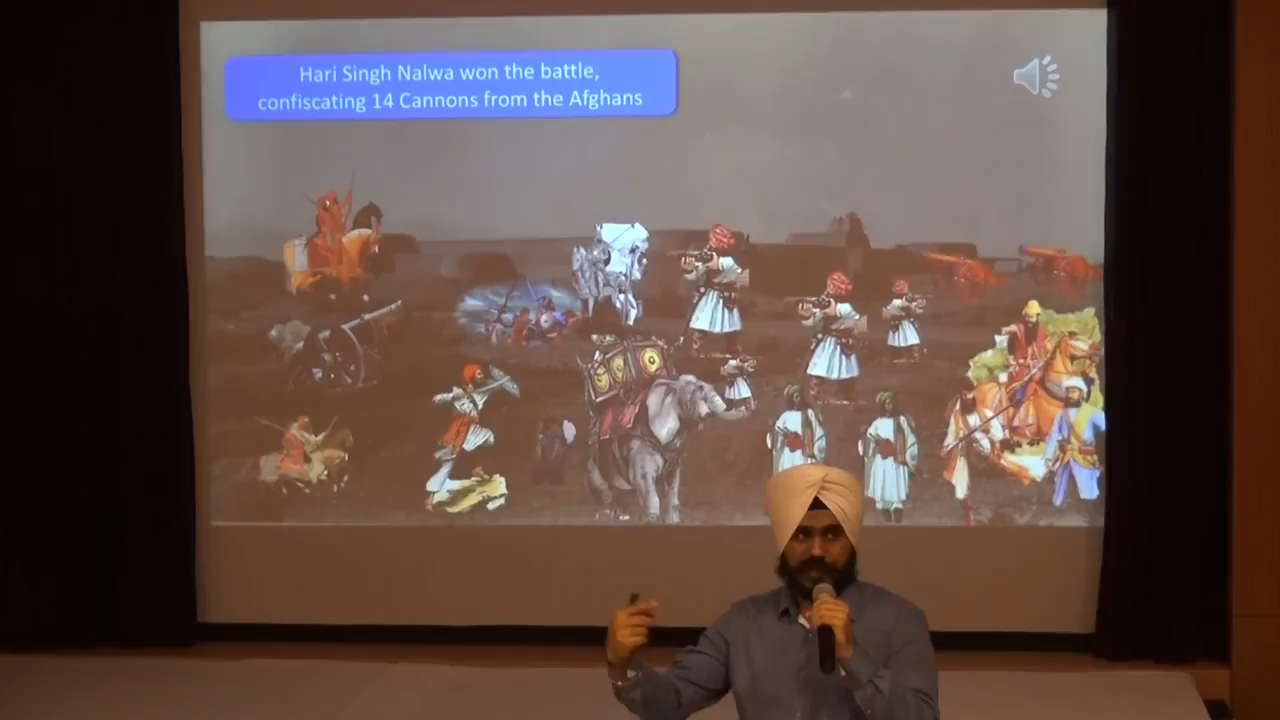 Hari Singh Nalwa won the battle,
confiscating 14 Cannons from the Afghans